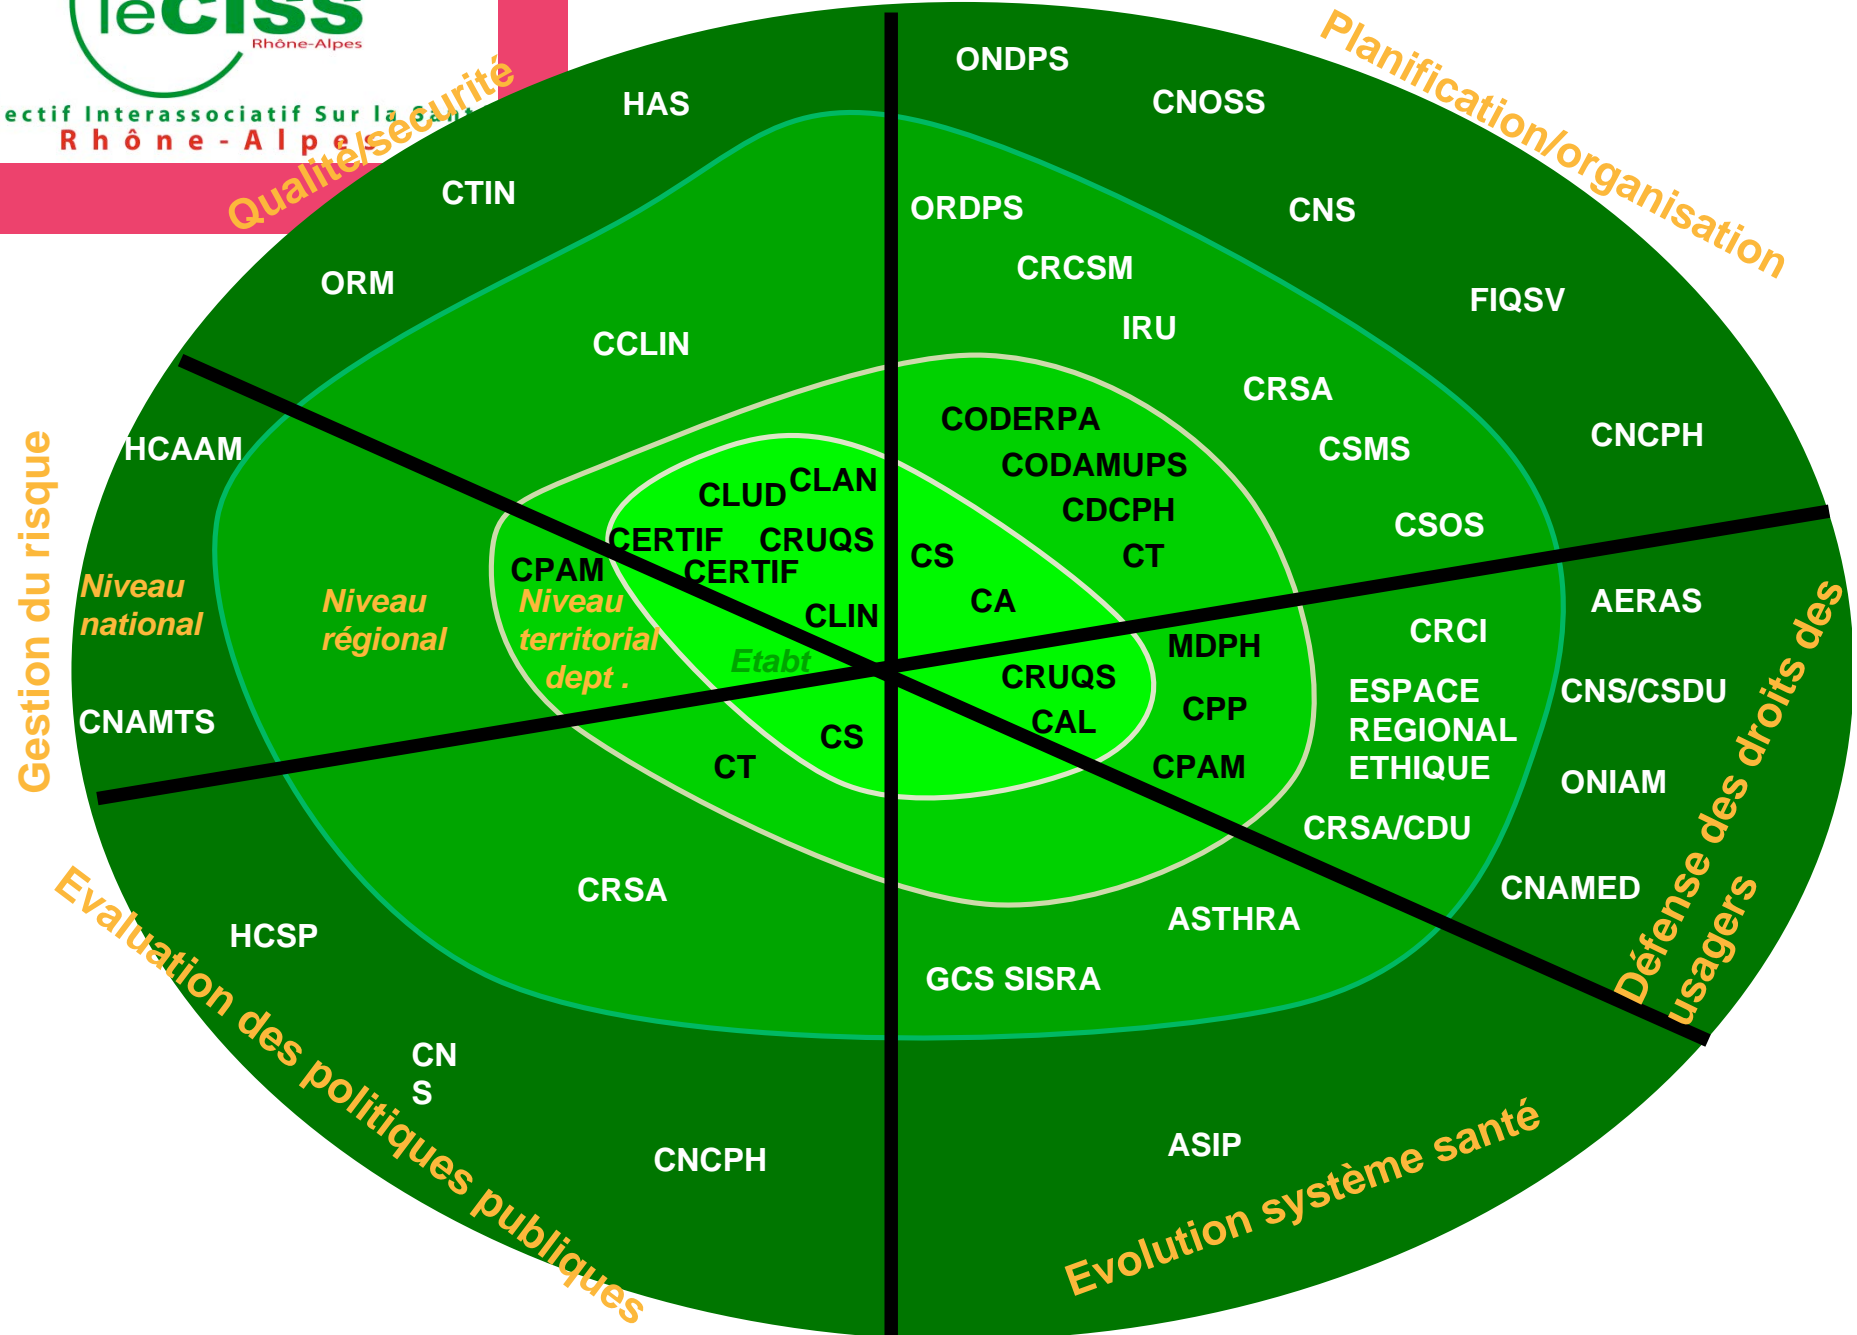 leciss
Rhône-Alpes
ectif Interassociatif Sur la Sant
Rhône-Alpes
Qualité/sécurité
HAS
CTIN
ORM
CCLIN
Planification/organisation
ONDPS
CNOSS
CNS
FIQSV
CNCPH
ORDPS
CRCSM
IRU
CRSA
CSMS
CSOS
CODERPA
CODAMUPS
CDCPH
CT
CS
CA
CLUD
CLAN
CERTIF
CRUQS
CERTIF
CLIN
Gestion du risque
HCAAM
CNAMTS
CPAM
Niveau
national
Niveau
régional
Niveau
territorial
dept .
Etabt
Défense des droits des
usagers
AERAS
CNS/CSDU
ONIAM
CNAMED
CRCI
ESPACE
REGIONAL
ETHIQUE
CRSA/CDU
MDPH
CPP
CPAM
CRUQS
CAL
Evaluation des politiques publiques
CS
CT
CRSA
HCSP
CN
S
CNCPH
Evolution système santé
ASTHRA
GCS SISRA
ASIP